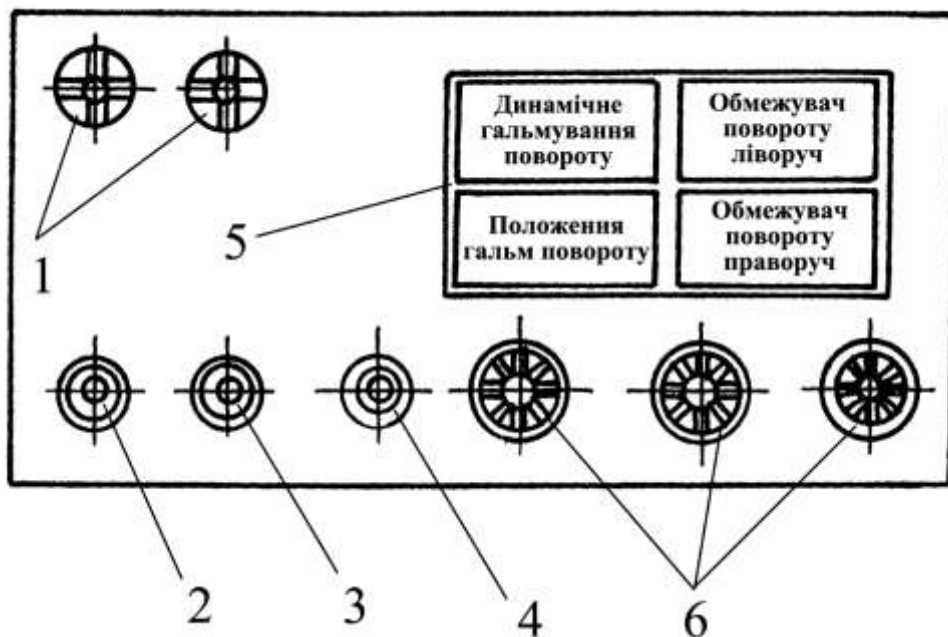 Динамічне
гальмування
повороту
Обмежувач
повороту
ліворуч
Положення
гальм повороту
Обмежувач
повороту
праворуч
5
1
2
3
4
6